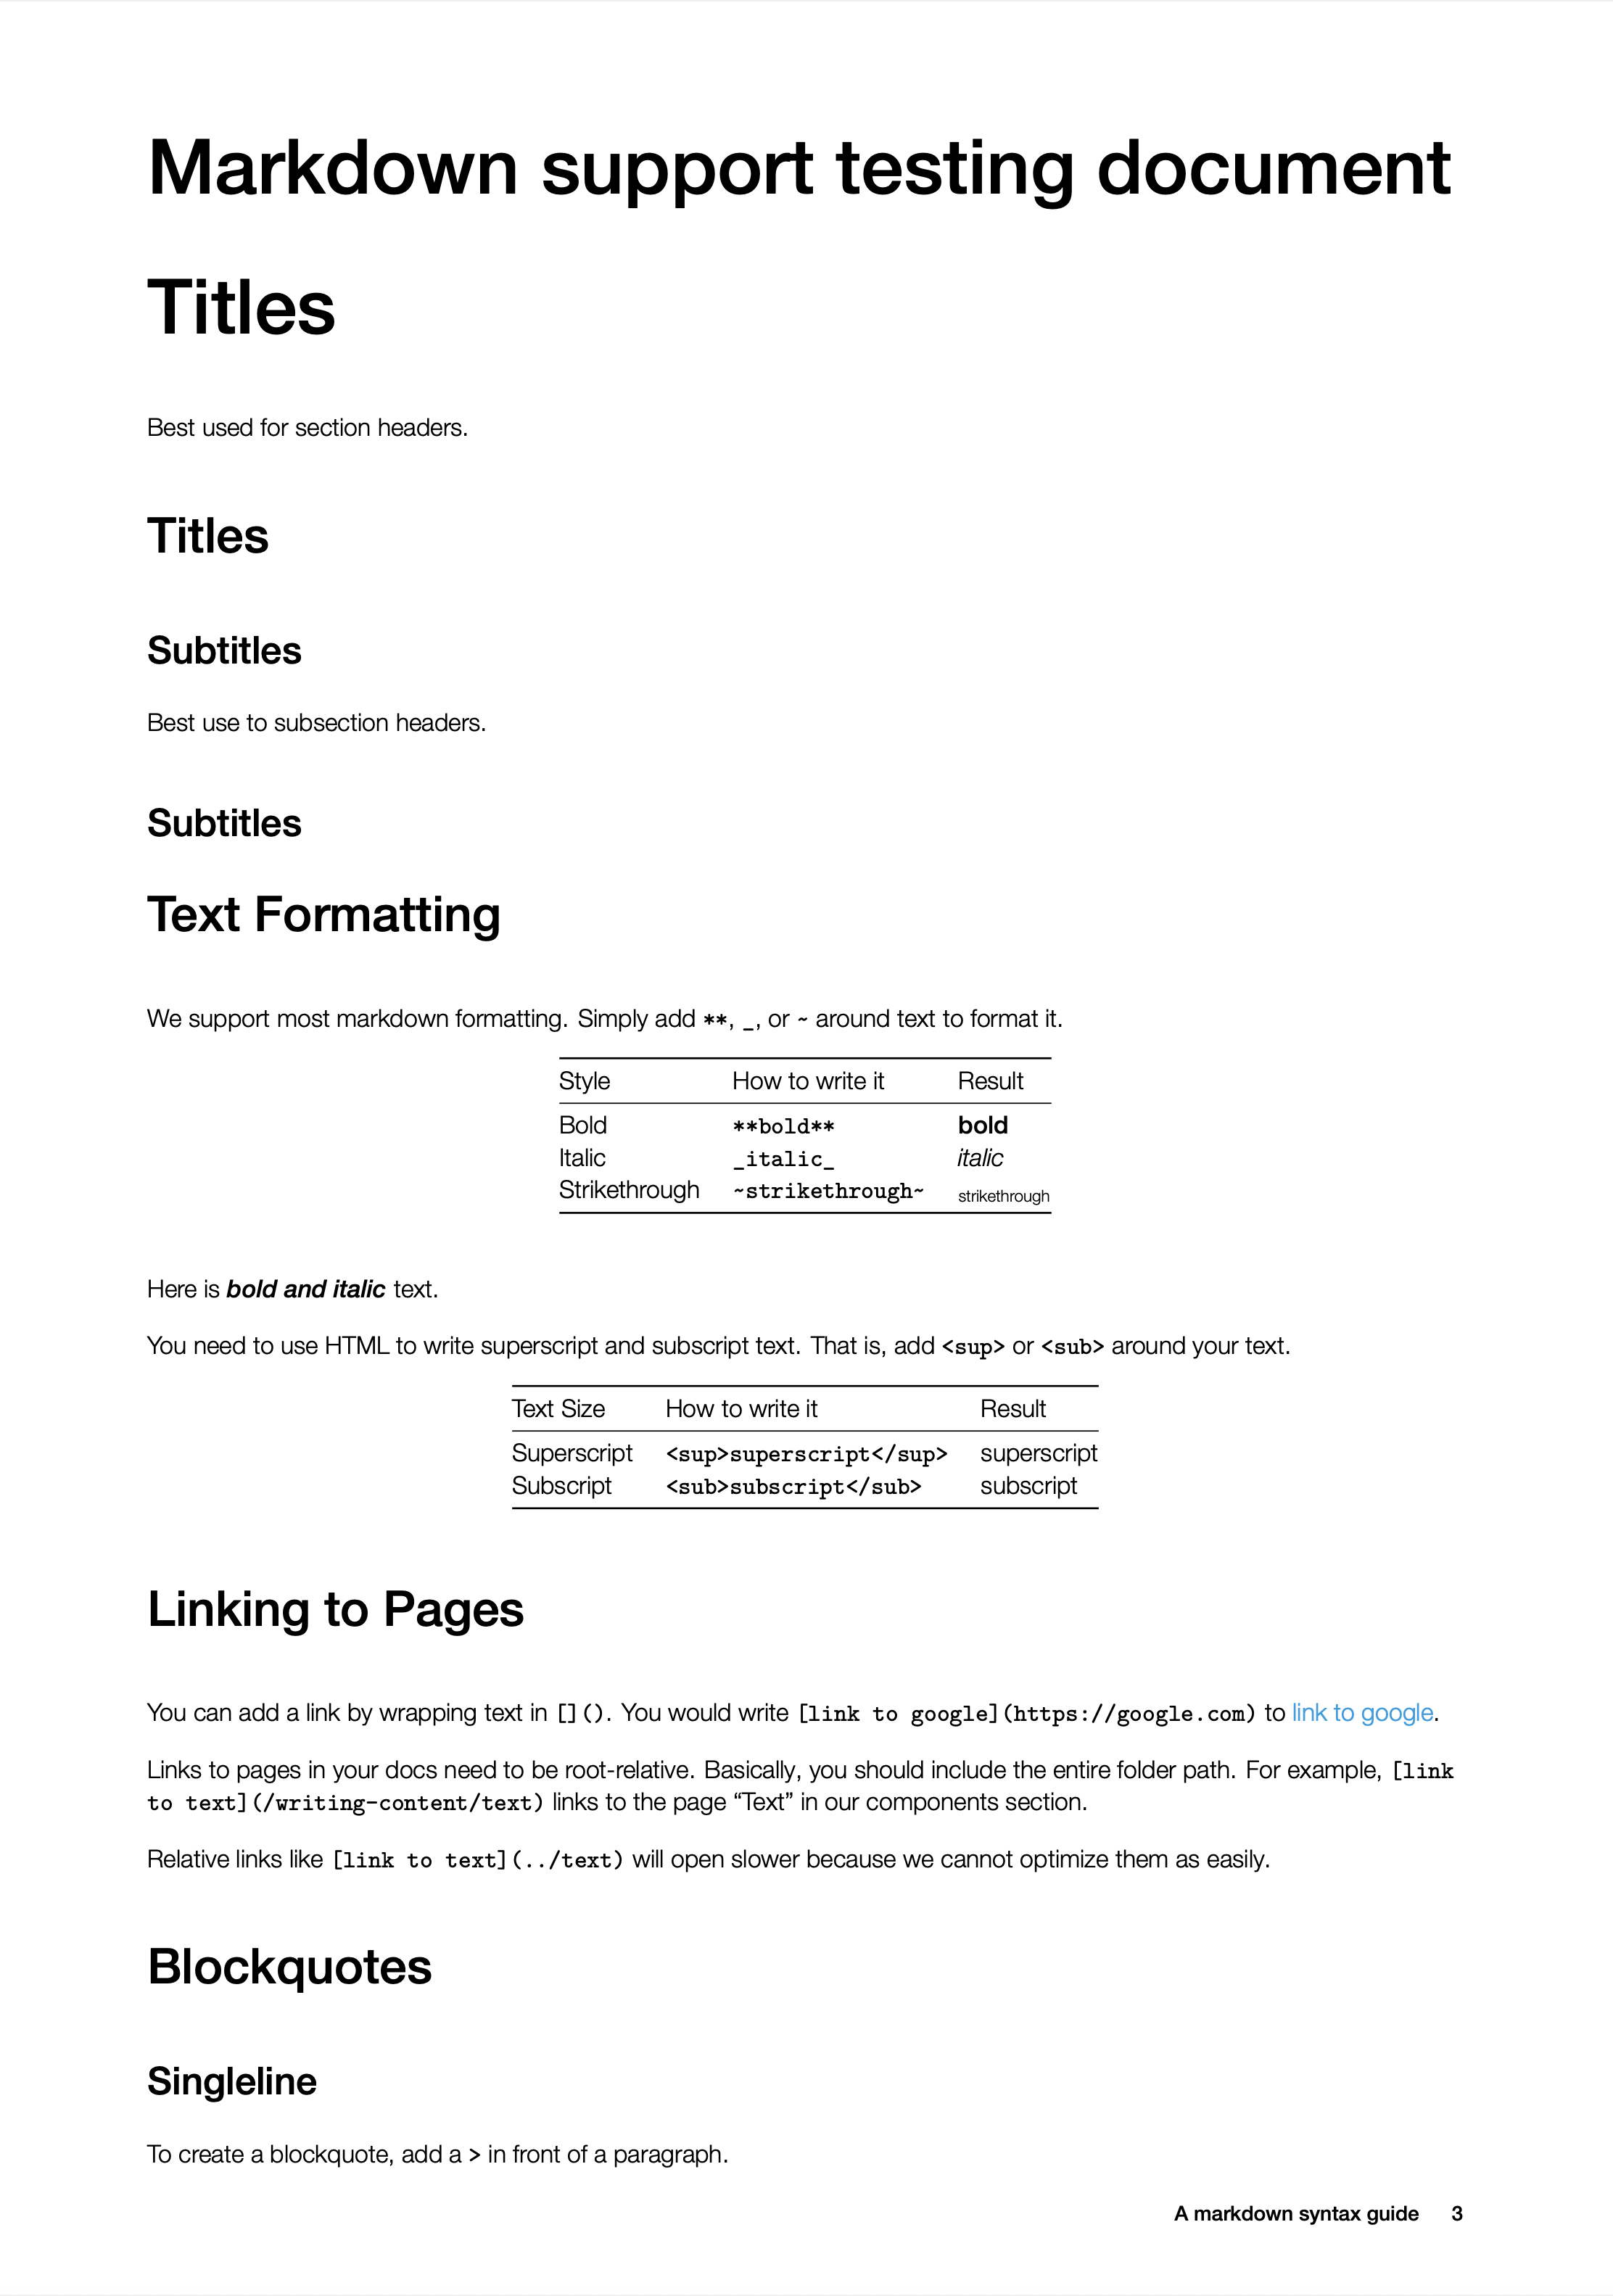 Markdown support testing document
Titles
Best used for section headers.
Titles
Subtitles
Best use to subsection headers.
Subtitles
Text Formatting
We support most markdown formatting. Simply add **, _, or ~ around text to format it.
Style How to write it Result
Bold **bold** bold
Italic _italic_ italic
Strikethrough ~strikethrough~ strikethrough
Here is bold and italic text.
You need to use HTML to write superscript and subscript text. That is, add <sup> or <sub> around your text.
Text Size How to write it Result
Superscript <sup>superscript</sup> superscript
Subscript <sub>subscript</sub> subscript
Linking to Pages
You can add a link by wrapping text in [](). You would write [link to google](https://google.com) to link to google.
Links to pages in your docs need to be root-relative. Basically, you should include the entire folder path. For example, [link
to text](/writing-content/text) links to the page “Text” in our components section.
Relative links like [link to text](../text) will open slower because we cannot optimize them as easily.
Blockquotes
Singleline
To create a blockquote, add a > in front of a paragraph.
A markdown syntax guide 3